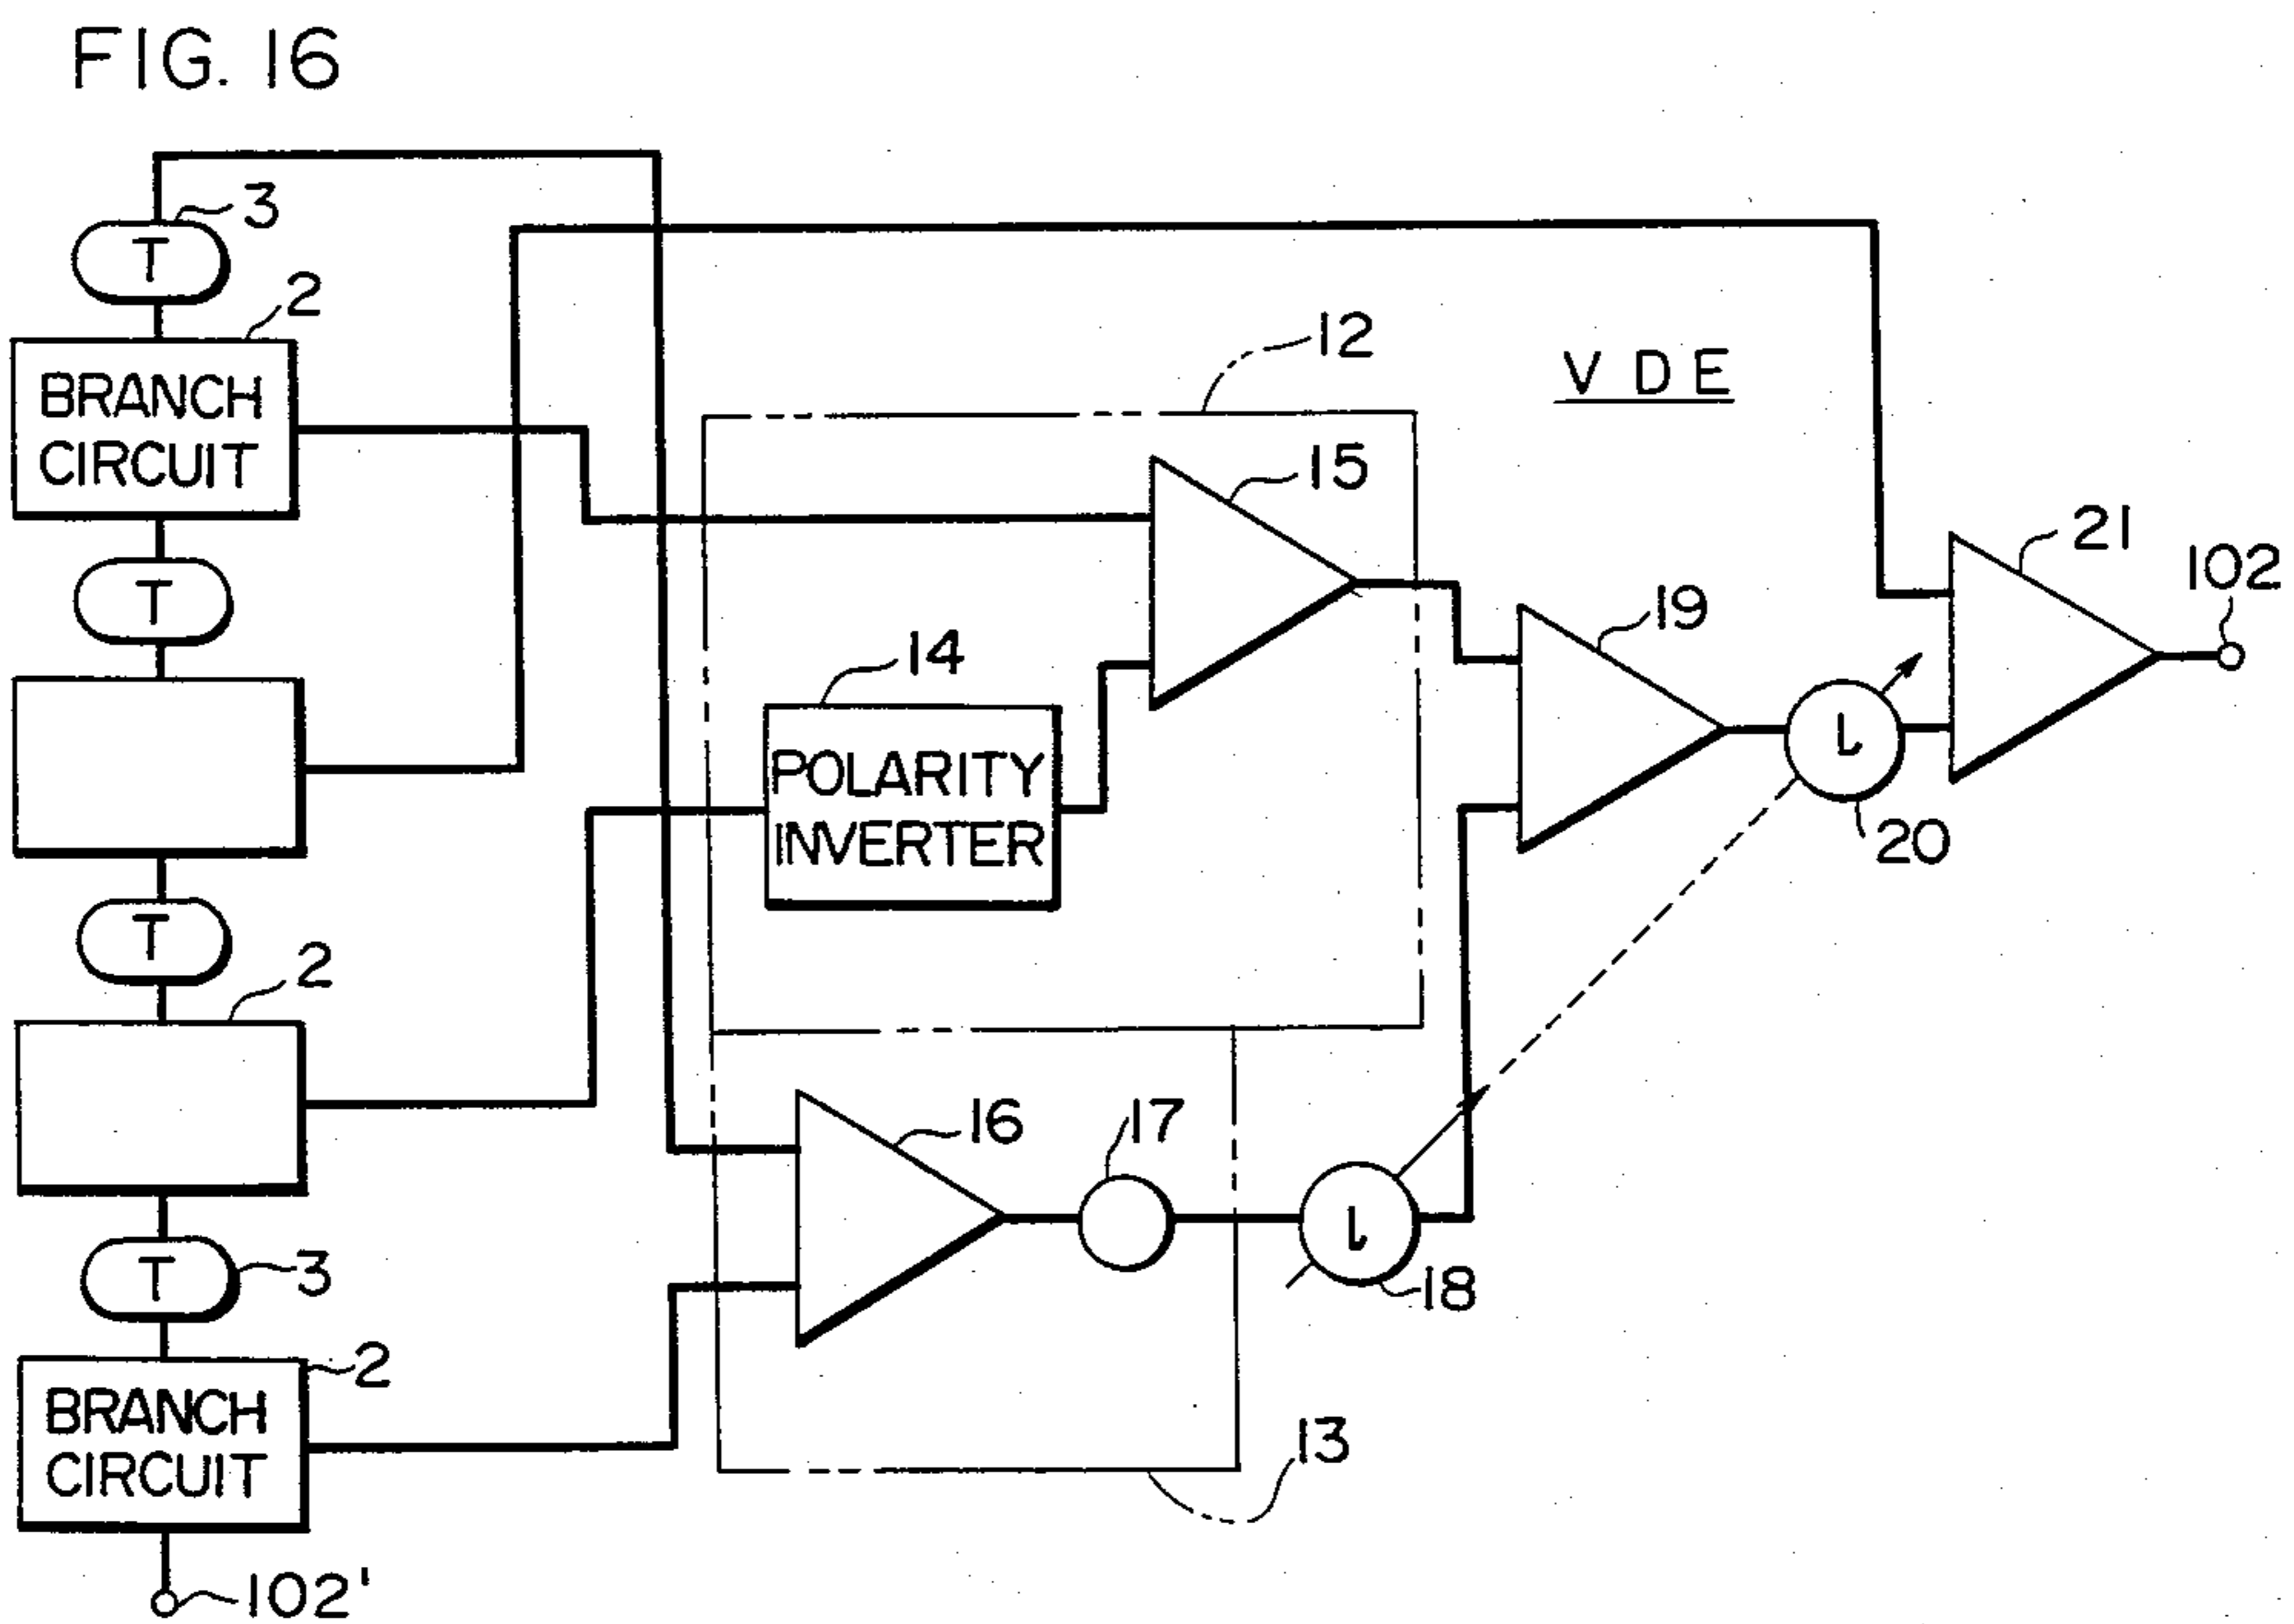 FIG. 16
3
T
2
BRANCH
CIRCUIT
12
V D E
15
21
102
T
19
14
POLARITY
INVERTER
20
T
2
16
17
T
3
18
2
BRANCH
CIRCUIT
13
102'